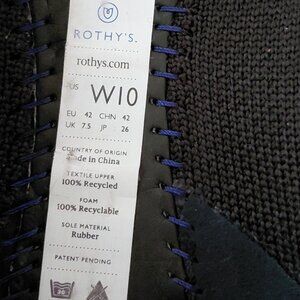 ROTHY'S.
rothys.com
US W10
EU 42 CHN 42
UK 7.5 JP 26
COUNTRY OF ORIGIN
Made in China
TEXTILE UPPER
100% Recycled
FOAM
100% Recyclable
SOLE MATERIAL
Rubber
PATENT PENDING